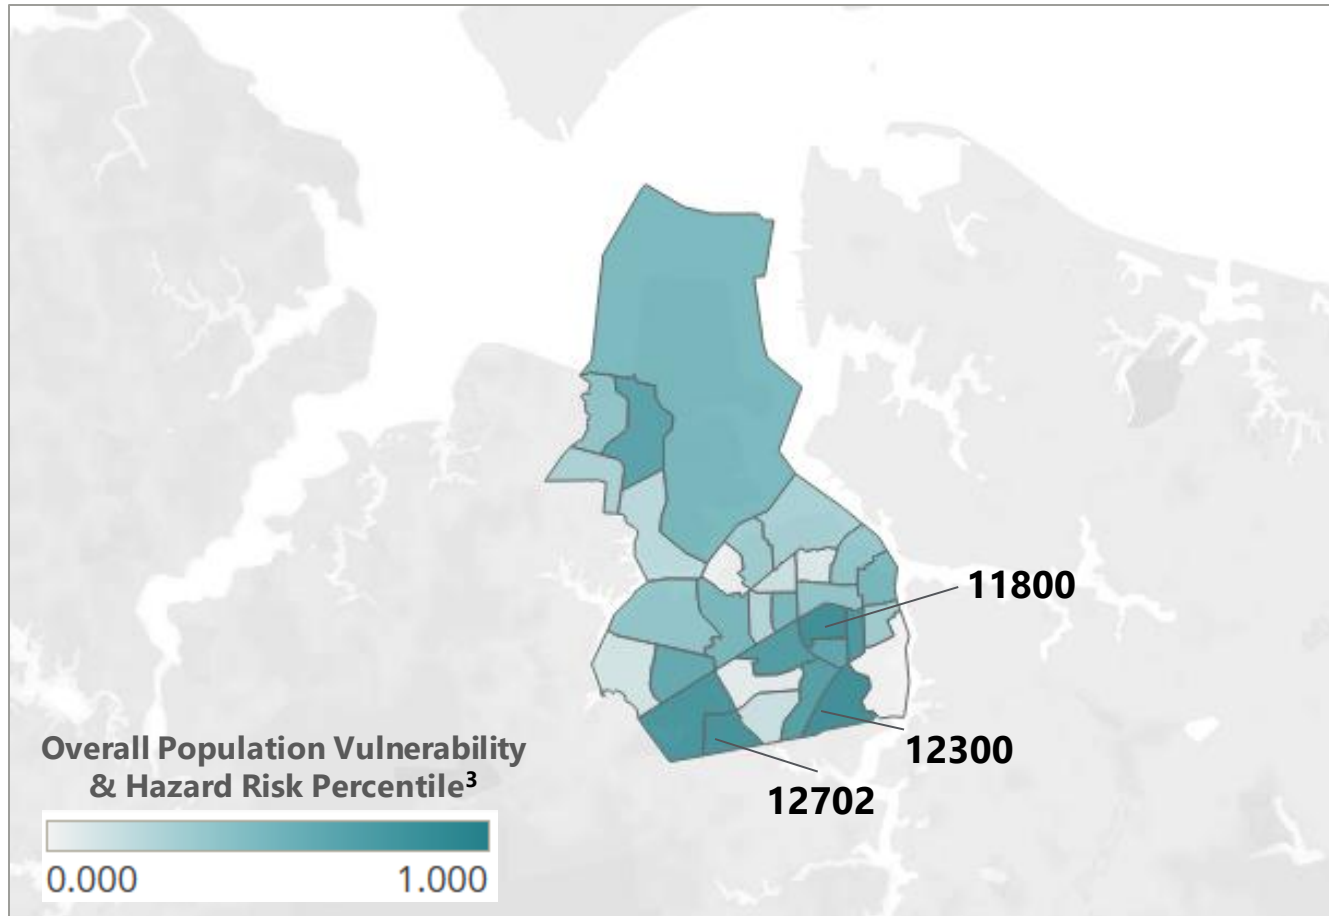 11800
12300
12702
Overall Population Vulnerability
& Hazard Risk Percentile³
0.000 1.000